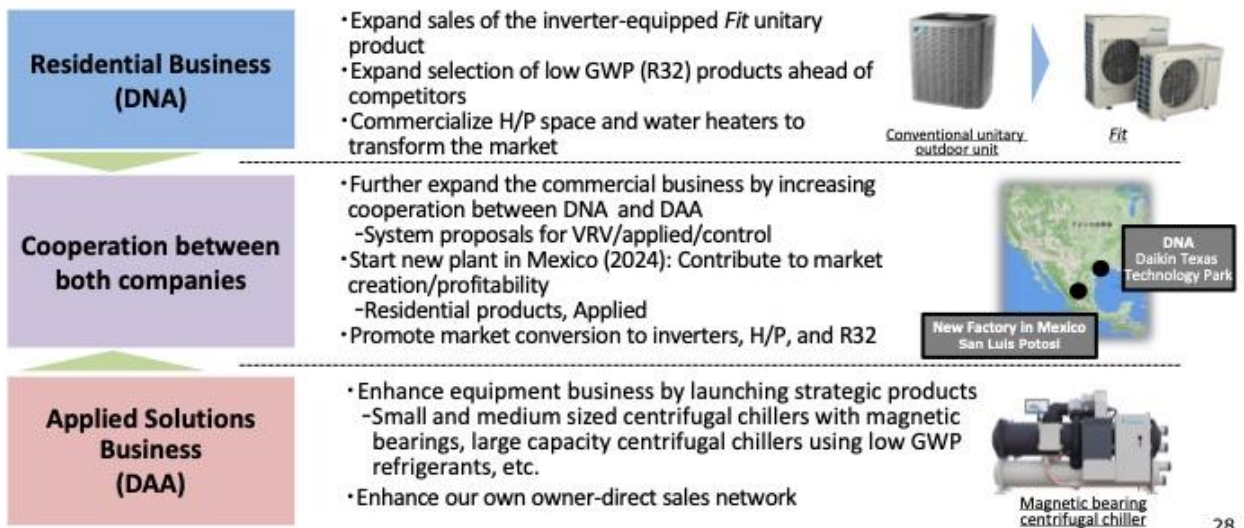 Residential Business
(DNA)
・Expand sales of the inverter-equipped Fit unitary
product
・Expand selection of low GWP (R32) products ahead of
competitors
・Commercialize H/P space and water heaters to
transform the market
Conventional unitary
outdoor unit
Fit
Cooperation between
both companies
・Further expand the commercial business by increasing
cooperation between DNA and DAA
-System proposals for VRV/applied/control
・Start new plant in Mexico (2024): Contribute to market
creation/profitability
-Residential products, Applied
・Promote market conversion to inverters, H/P, and R32
DNA
Daikin Texas
Technology Park
New Factory in Mexico
San Luis Potosi
Applied Solutions
Business
(DAA)
・Enhance equipment business by launching strategic products
-Small and medium sized centrifugal chillers with magnetic
bearings, large capacity centrifugal chillers using low GWP
refrigerants, etc.
・Enhance our own owner-direct sales network
Magnetic bearing
centrifugal chiller
28